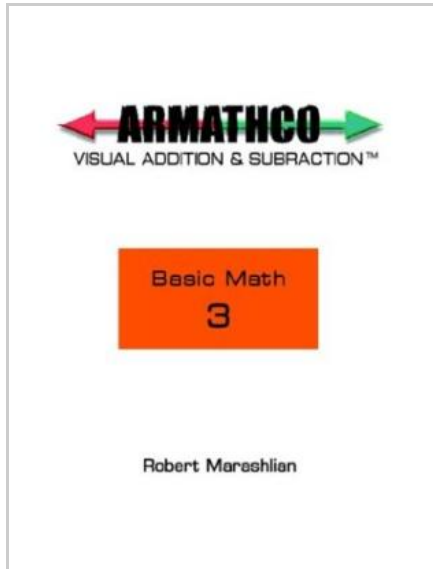 ARMATHCO
VISUAL ADDITION & SUBRACTION™
Basic Math
3
Robert Marashlian